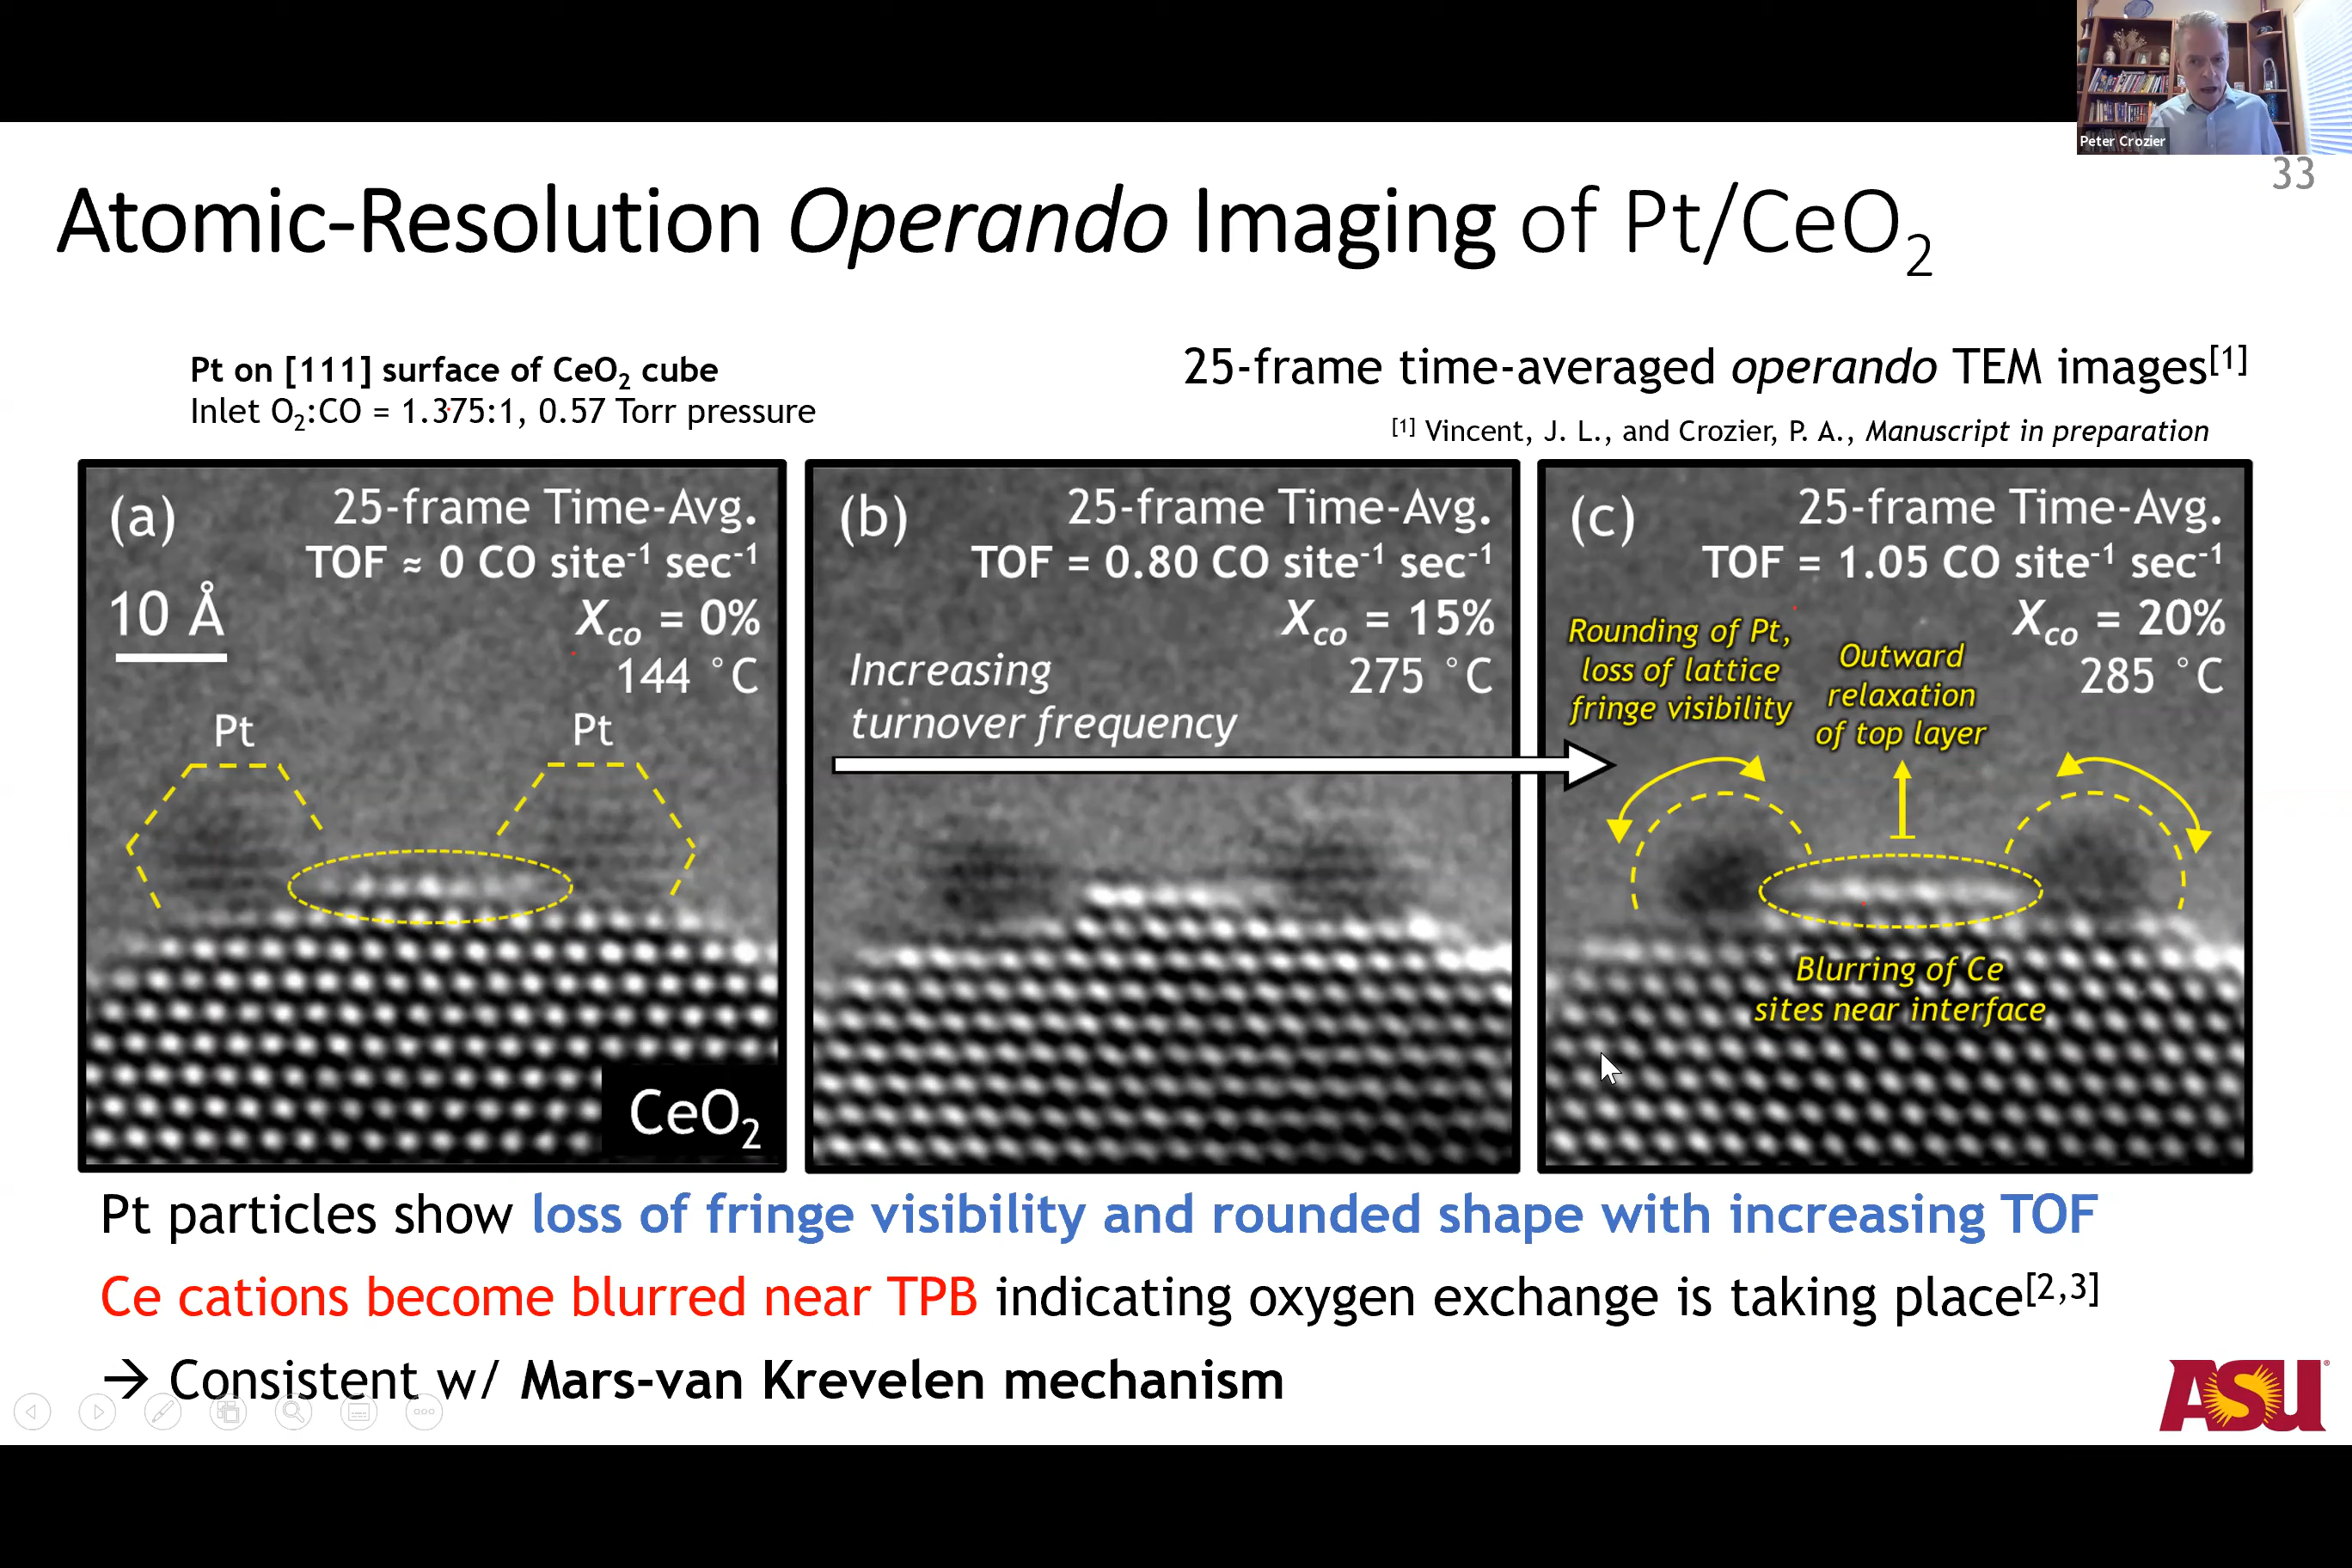 Peter Crozier
33
Atomic-Resolution Operando Imaging of Pt/CeO₂
Pt on [111] surface of CeO₂ cube
Inlet O₂:CO = 1.375:1, 0.57 Torr pressure
25-frame time-averaged operando TEM images[1]
[1] Vincent, J. L., and Crozier, P. A., Manuscript in preparation
(a)
25-frame Time-Avg.
TOF ≈ 0 CO site⁻¹ sec⁻¹
10 Å
Xco = 0%
144 °C
Pt
Pt
CeO₂
(b)
25-frame Time-Avg.
TOF = 0.80 CO site⁻¹ sec⁻¹
Xco = 15%
275 °C
Increasing
turnover frequency
(c)
25-frame Time-Avg.
TOF = 1.05 CO site⁻¹ sec⁻¹
Xco = 20%
285 °C
Rounding of Pt,
loss of lattice
fringe visibility
Outward
relaxation
of top layer
Blurring of Ce
sites near interface
Pt particles show loss of fringe visibility and rounded shape with increasing TOF
Ce cations become blurred near TPB indicating oxygen exchange is taking place[2,3]
→ Consistent w/ Mars-van Krevelen mechanism
ASU